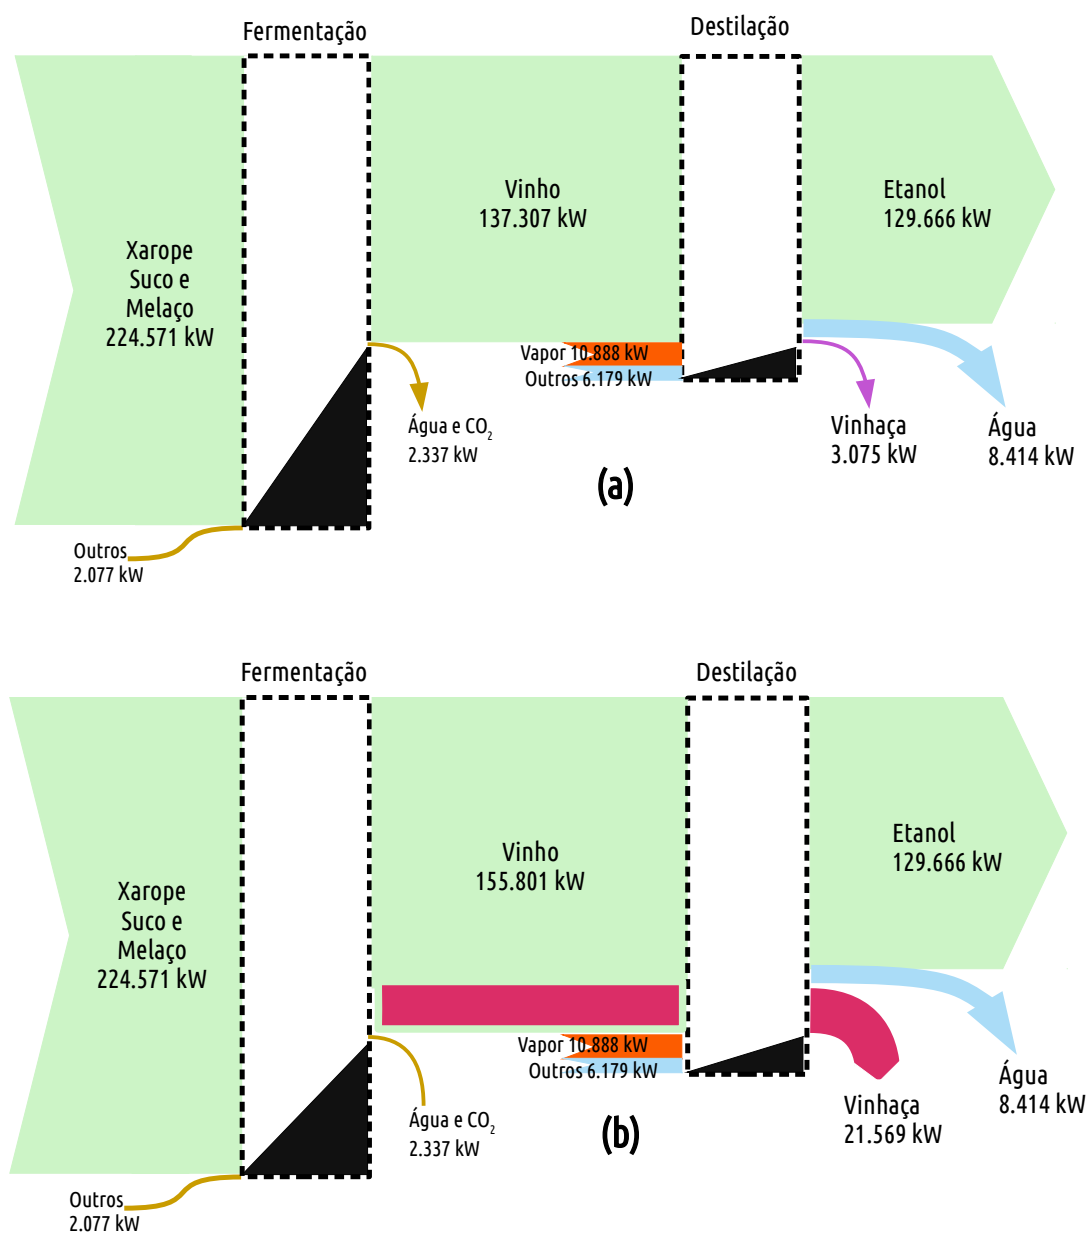 Fermentação
Destilação
Xarope
Suco e
Melaço
224.571 kW
Vinho
137.307 kW
Etanol
129.666 kW
Vapor 10.888 kW
Outros 6.179 kW
Água e CO₂
2.337 kW
Vinhaça
3.075 kW
Água
8.414 kW
(a)
Outros
2.077 kW
Fermentação
Destilação
Xarope
Suco e
Melaço
224.571 kW
Vinho
155.801 kW
Etanol
129.666 kW
Vapor 10.888 kW
Outros 6.179 kW
Água e CO₂
2.337 kW
Vinhaça
21.569 kW
Água
8.414 kW
(b)
Outros
2.077 kW